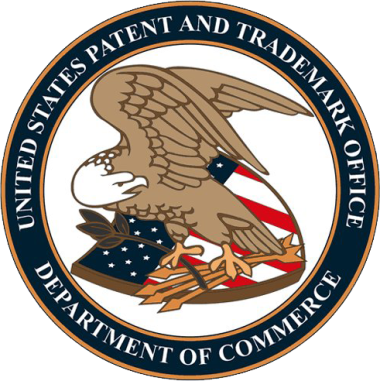 UNITED STATES PATENT AND TRADEMARK OFFICE
DEPARTMENT OF COMMERCE